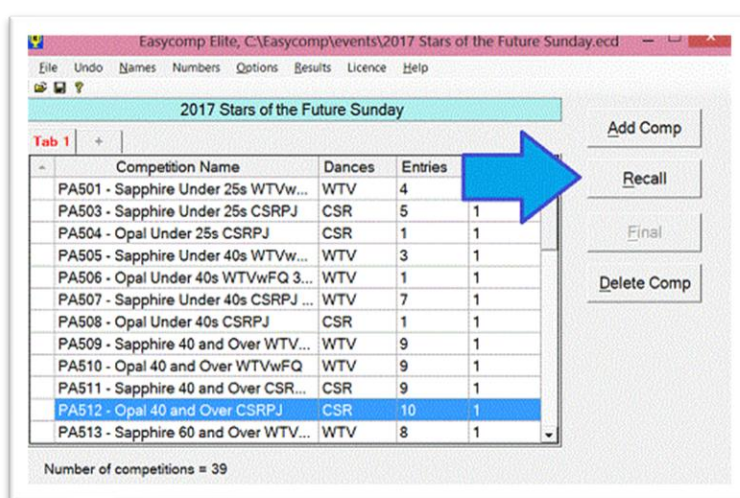 Easycomp Elite, C:\Easycomp\events\2017 Stars of the Future Sunday.ecd
File Undo Names Numbers Options Results Licence Help
2017 Stars of the Future Sunday
Tab 1 +
Competition Name Dances Entries
PA501 - Sapphire Under 25s WTVw... WTV 4
PA503 - Sapphire Under 25s CSRPJ CSR 5 1
PA504 - Opal Under 25s CSRPJ CSR 1 1
PA505 - Sapphire Under 40s WTVw... WTV 3 1
PA506 - Opal Under 40s WTVwFQ 3... WTV 1 1
PA507 - Sapphire Under 40s CSRPJ ... WTV 7 1
PA508 - Opal Under 40s CSRPJ CSR 1 1
PA509 - Sapphire 40 and Over WTV... WTV 9 1
PA510 - Opal 40 and Over WTVwFQ WTV 9 1
PA511 - Sapphire 40 and Over CSR... CSR 9 1
PA512 - Opal 40 and Over CSRPJ CSR 10 1
PA513 - Sapphire 60 and Over WTV... WTV 8 1
Number of competitions = 39
Add Comp
Recall
Final
Delete Comp